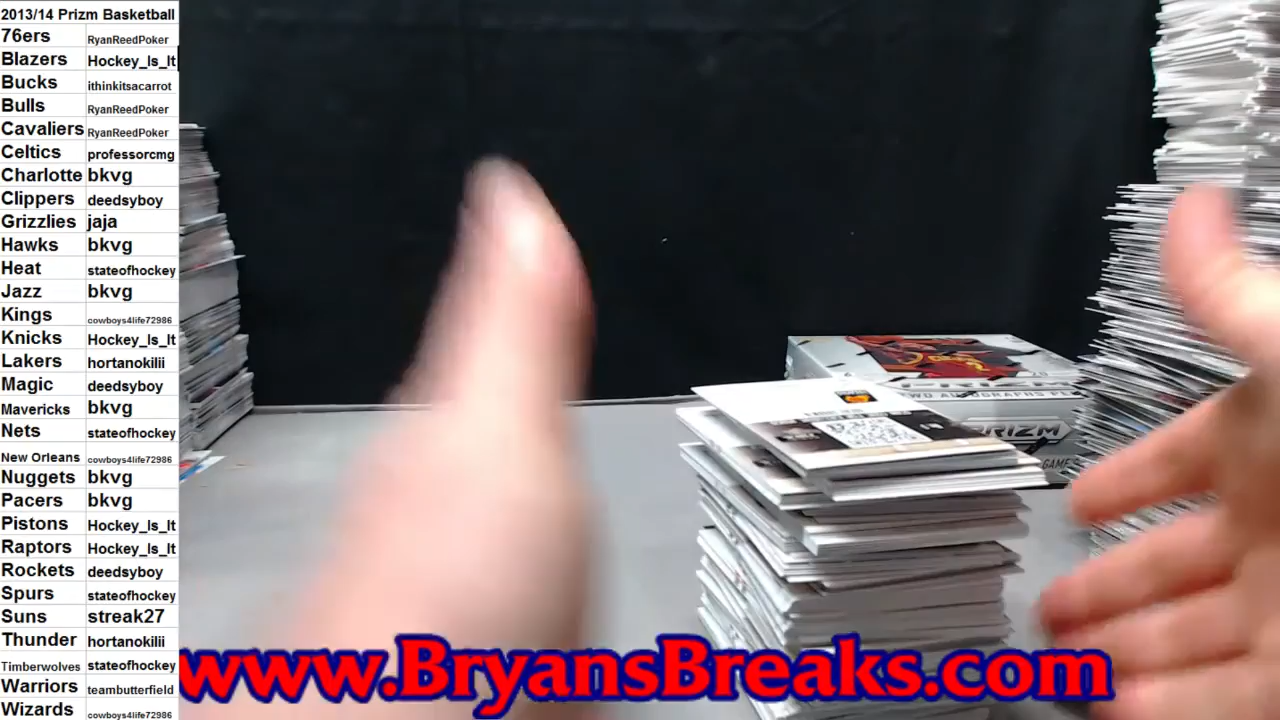 2013/14 Prizm Basketball
76ers RyanReedPoker
Blazers Hockey_Is_It
Bucks ithinkitsacarrot
Bulls RyanReedPoker
Cavaliers RyanReedPoker
Celtics professorcmg
Charlotte bkvg
Clippers deedsyboy
Grizzlies jaja
Hawks bkvg
Heat stateofhockey
Jazz bkvg
Kings cowboys4life72986
Knicks Hockey_Is_It
Lakers hortanokilii
Magic deedsyboy
Mavericks bkvg
Nets stateofhockey
New Orleans cowboys4life72986
Nuggets bkvg
Pacers bkvg
Pistons Hockey_Is_It
Raptors Hockey_Is_It
Rockets deedsyboy
Spurs stateofhockey
Suns streak27
Thunder hortanokilii
Timberwolves stateofhockey
Warriors teambutterfield
Wizards cowboys4life72986
PRIZM
TWO AUTOGRAPHS
PRIZM
www.BryansBreaks.com